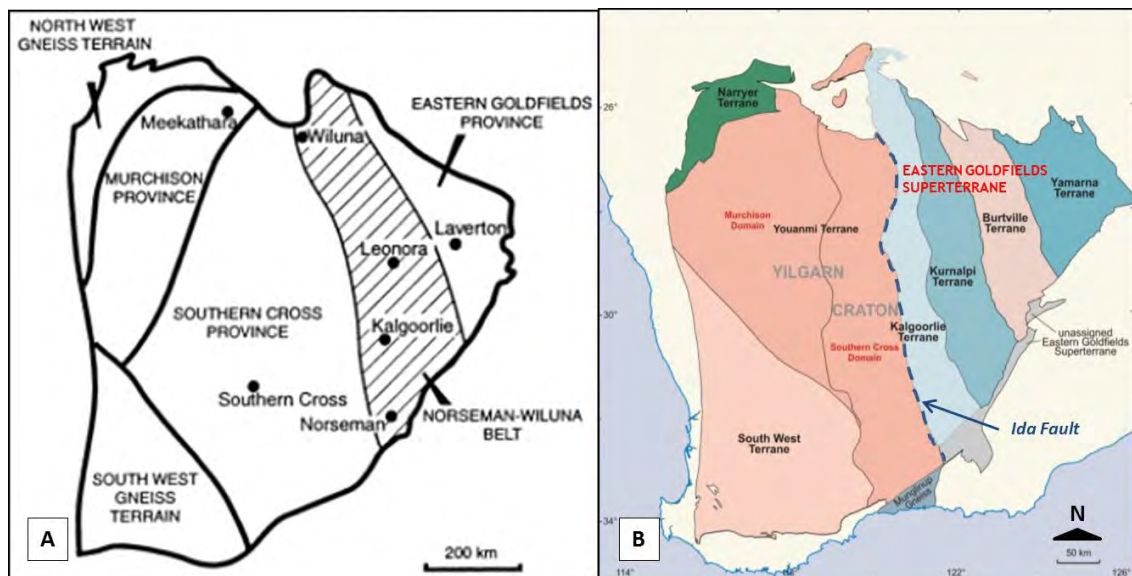 NORTH WEST
GNEISS TERRAIN
Meekathara
Wiluna
EASTERN GOLDFIELDS
PROVINCE
MURCHISON
PROVINCE
Laverton
Leonora
SOUTHERN CROSS
PROVINCE
Kalgoorlie
Southern Cross
Norseman
NORSEMAN-WILUNA
BELT
SOUTH WEST
GNEISS
TERRAIN
A
200 km
26°
Narryer
Terrane
EASTERN GOLDFIELDS
SUPERTERRANE
Yamarna
Terrane
Murchison
Domain
Youanmi Terrane
Burtville
Terrane
Kurnalpi
Terrane
YILGARN
CRATON
30°
Kalgoorlie
Terrane
unassigned
Eastern Goldfields
Superterrane
Southern Cross
Domain
Ida Fault
South West
Terrane
Munglinup
Gneiss
34°
N
B
50 km
114°
122°
126°